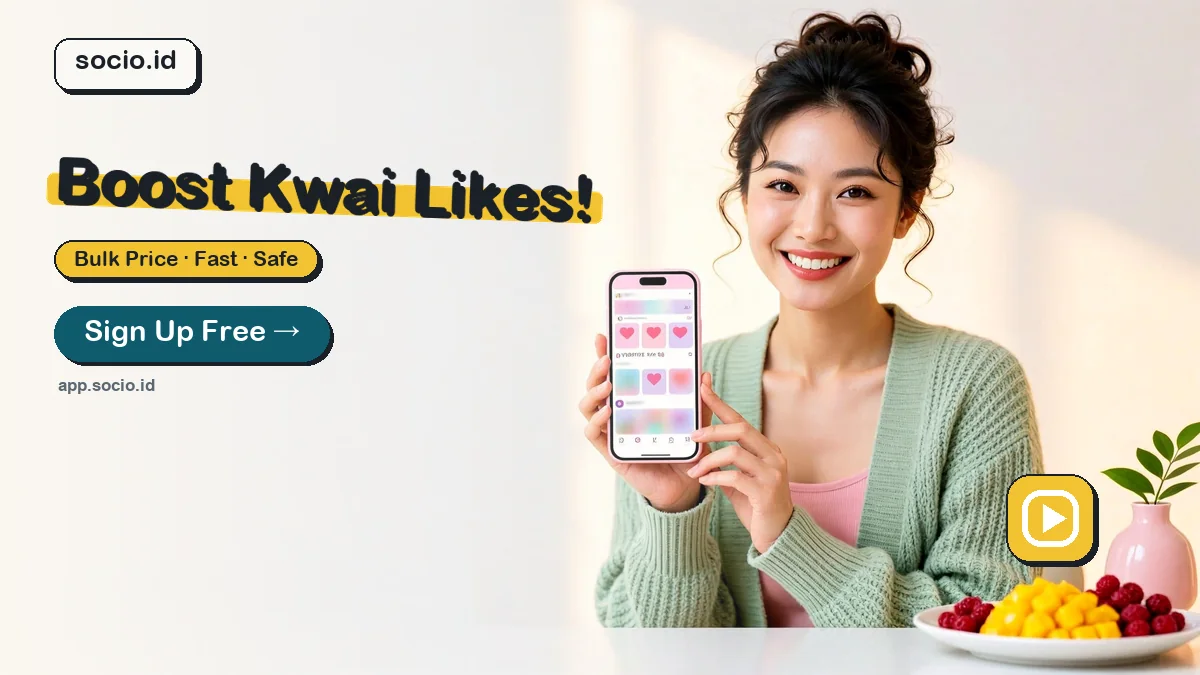 socio.id
Boost Kwai Likes!
Bulk Price · Fast · Safe
Sign Up Free →
app.socio.id